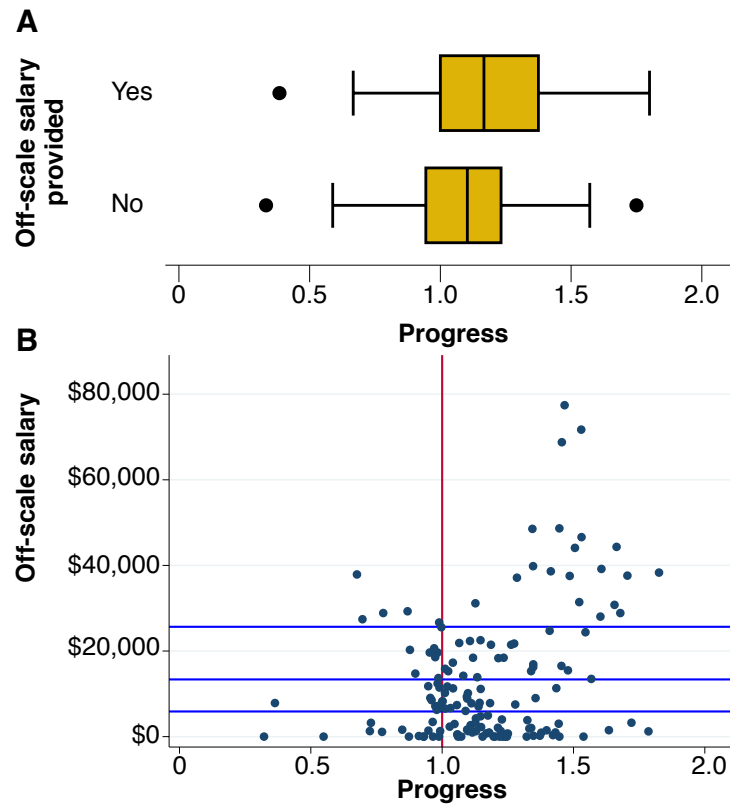 A
Off-scale salary
provided
Yes
No
0 0.5 1.0 1.5 2.0
Progress
B
Off-scale salary
$80,000
$60,000
$40,000
$20,000
$0
0 0.5 1.0 1.5 2.0
Progress